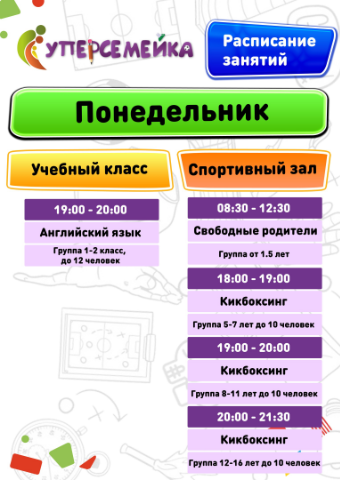 СУПЕРСЕМЕЙКА
Расписание
занятий
Понедельник
Учебный класс
19:00 - 20:00
Английский язык
Группа 1-2 класс,
до 12 человек
Спортивный зал
08:30 - 12:30
Свободные родители
Группа от 1.5 лет
18:00 - 19:00
Кикбоксинг
Группа 5-7 лет до 10 человек
19:00 - 20:00
Кикбоксинг
Группа 8-11 лет до 10 человек
20:00 - 21:30
Кикбоксинг
Группа 12-16 лет до 10 человек